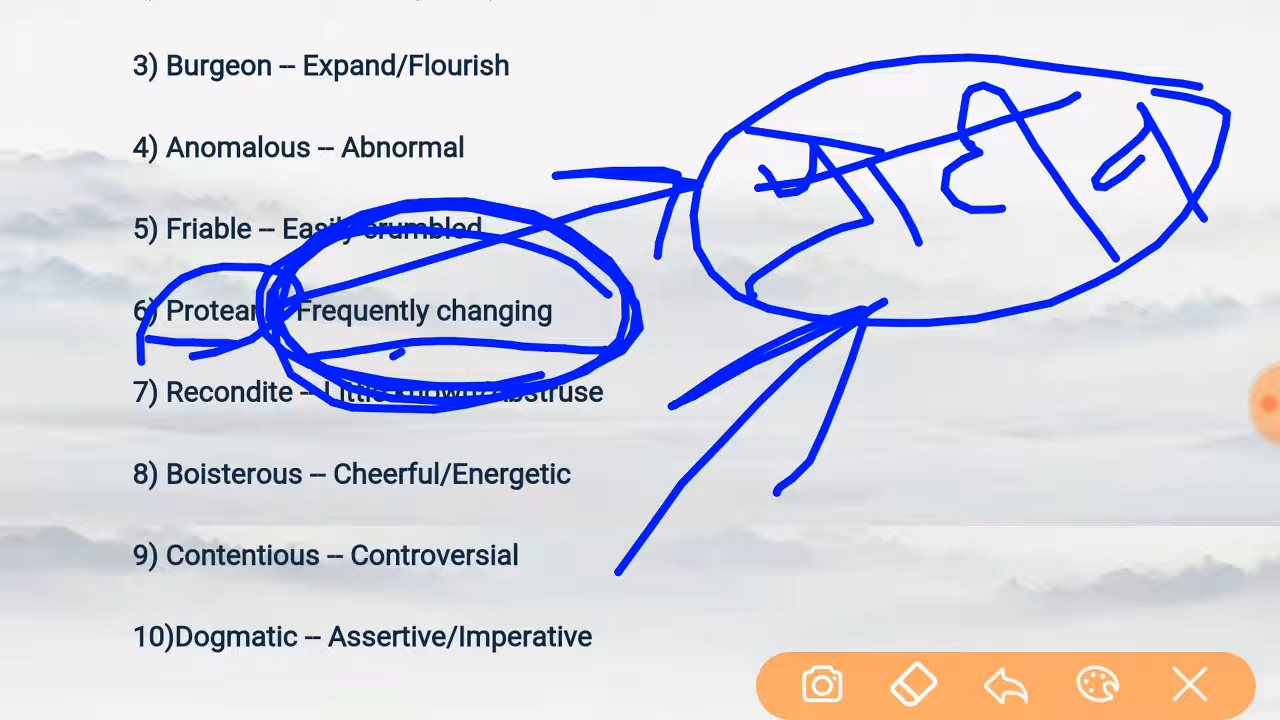 3) Burgeon -- Expand/Flourish
4) Anomalous -- Abnormal
5) Friable -- Easily crumbled
6) Protean -- Frequently changing
7) Recondite -- Little known/Abstruse
8) Boisterous -- Cheerful/Energetic
9) Contentious -- Controversial
10)Dogmatic -- Assertive/Imperative